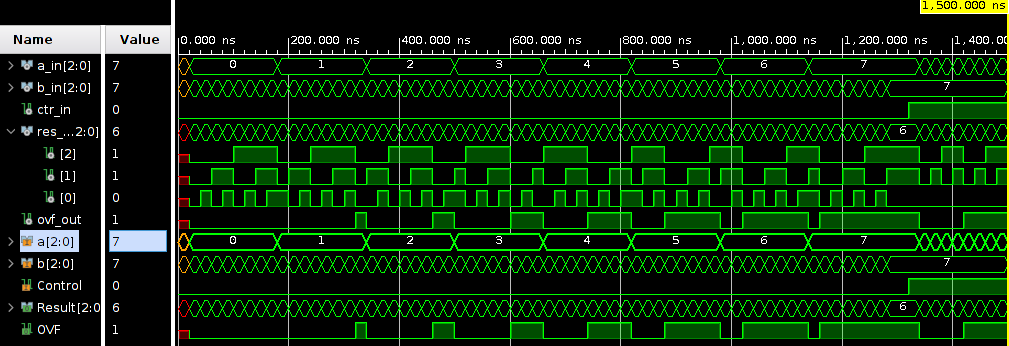 1,500.000 ns
Name Value 0.000 ns 200.000 ns 400.000 ns 600.000 ns 800.000 ns 1,000.000 ns 1,200.000 ns 1,400.00
a_in[2:0] 7 0 1 2 3 4 5 6 7
b_in[2:0] 7 7
ctr_in 0
res_...2:0] 6 6
[2] 1
[1] 1
[0] 0
ovf_out 1
a[2:0] 7 0 1 2 3 4 5 6 7
b[2:0] 7 7
Control 0
Result[2:0 6 6
OVF 1